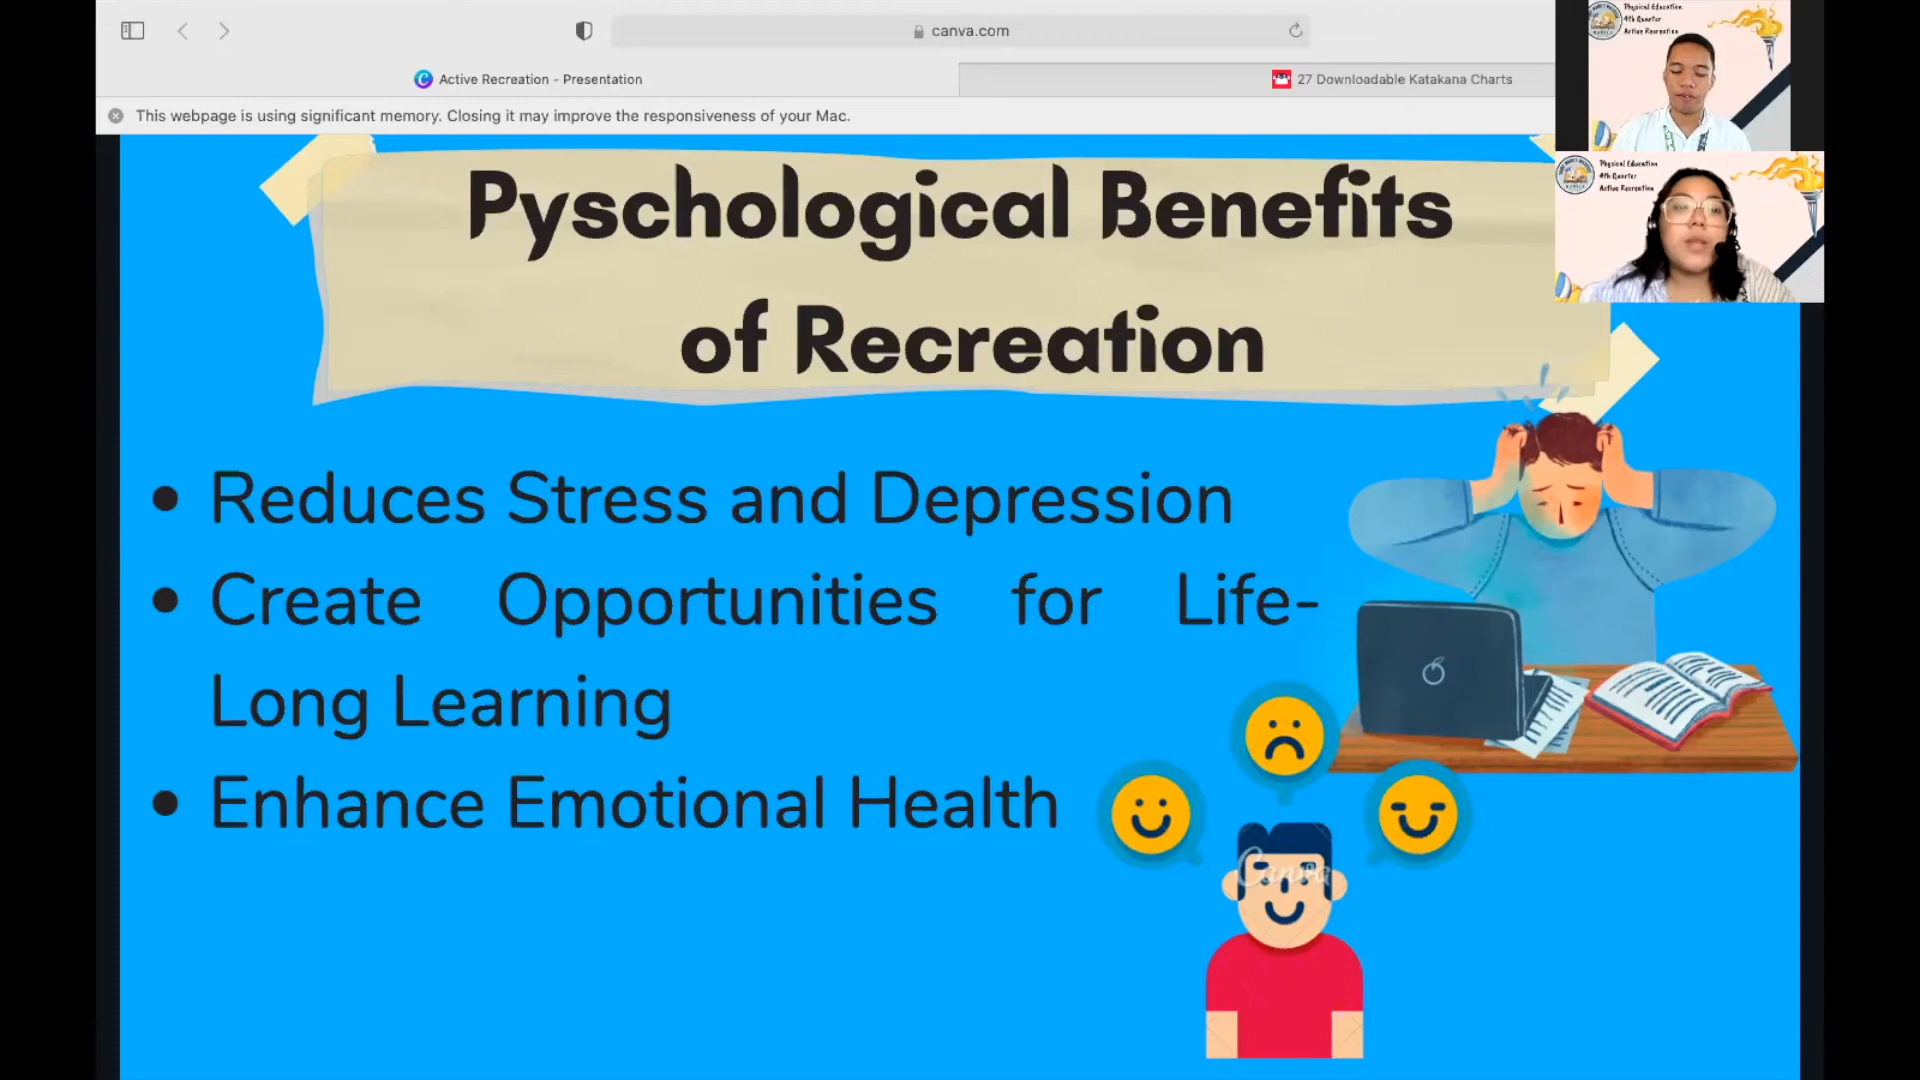 canva.com
Active Recreation - Presentation
27 Downloadable Katakana Charts
This webpage is using significant memory. Closing it may improve the responsiveness of your Mac.
Physical Education
4th Quarter
Active Recreation
Physical Education
4th Quarter
Active Recreation
Pyschological Benefits
of Recreation
• Reduces Stress and Depression
• Create Opportunities for Life-
Long Learning
• Enhance Emotional Health
Canva